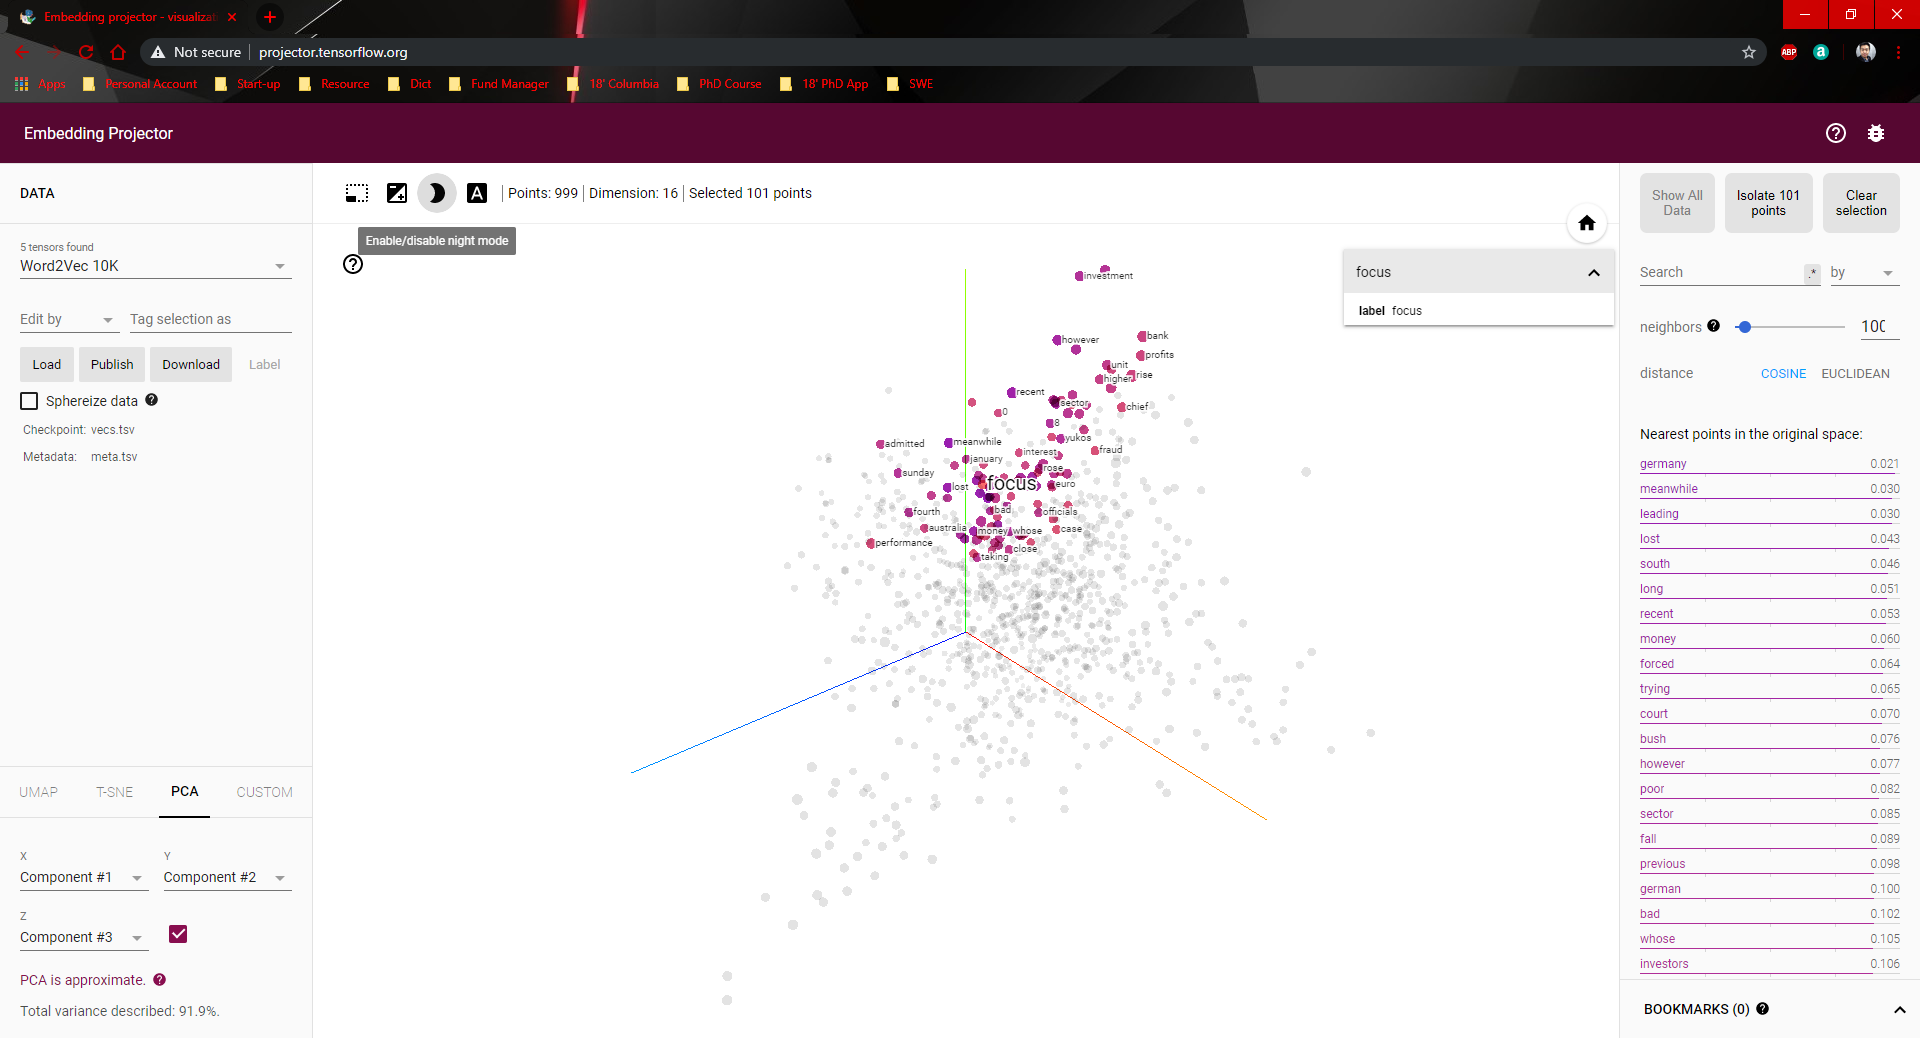 Embedding projector - visualizat
Not secure projector.tensorflow.org
ABP a
Apps Personal Account Start-up Resource Dict Fund Manager 18' Columbia PhD Course 18' PhD App SWE
Embedding Projector
DATA
5 tensors found
Word2Vec 10K
Edit by Tag selection as
Load Publish Download Label
Sphereize data
Checkpoint: vecs.tsv
Metadata: meta.tsv
UMAP T-SNE PCA CUSTOM
X Y
Component #1 Component #2
Z
Component #3
PCA is approximate.
Total variance described: 91.9%.
A Points: 999 Dimension: 16 Selected 101 points
Enable/disable night mode
investment
however
bank
profits
unit
rise
higher
recent
sector
chief
0
8
yukos
admitted
meanwhile
interest
fraud
january
rose
sunday
focus
euro
lost
bad
officials
fourth
australia
money whose
case
performance
close
taking
focus
label focus
Show All Data
Isolate 101 points
Clear selection
Search .* by
neighbors 100
distance COSINE EUCLIDEAN
Nearest points in the original space:
germany 0.021
meanwhile 0.030
leading 0.030
lost 0.043
south 0.046
long 0.051
recent 0.053
money 0.060
forced 0.064
trying 0.065
court 0.070
bush 0.076
however 0.077
poor 0.082
sector 0.085
fall 0.089
previous 0.098
german 0.100
bad 0.102
whose 0.105
investors 0.106
BOOKMARKS (0)